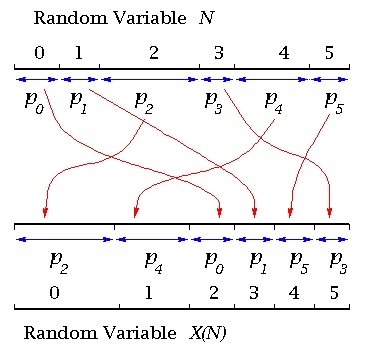 Random Variable N
0 1 2 3 4 5
p0 p1 p2 p3 p4 p5
p2 p4 p0 p1 p5 p3
0 1 2 3 4 5
Random Variable X(N)